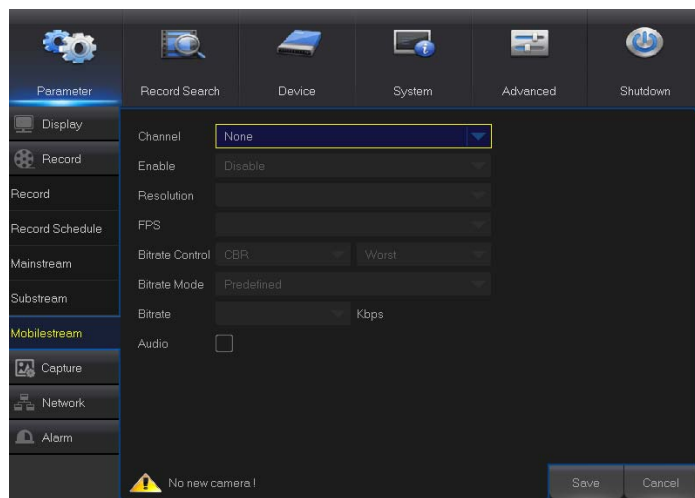 Parameter Record Search Device System Advanced Shutdown
Display
Record
Record
Record Schedule
Mainstream
Substream
Mobilestream
Capture
Network
Alarm
Channel None
Enable Disable
Resolution
FPS
Bitrate Control CBR Worst
Bitrate Mode Predefined
Bitrate Kbps
Audio
No new camera !
Save Cancel